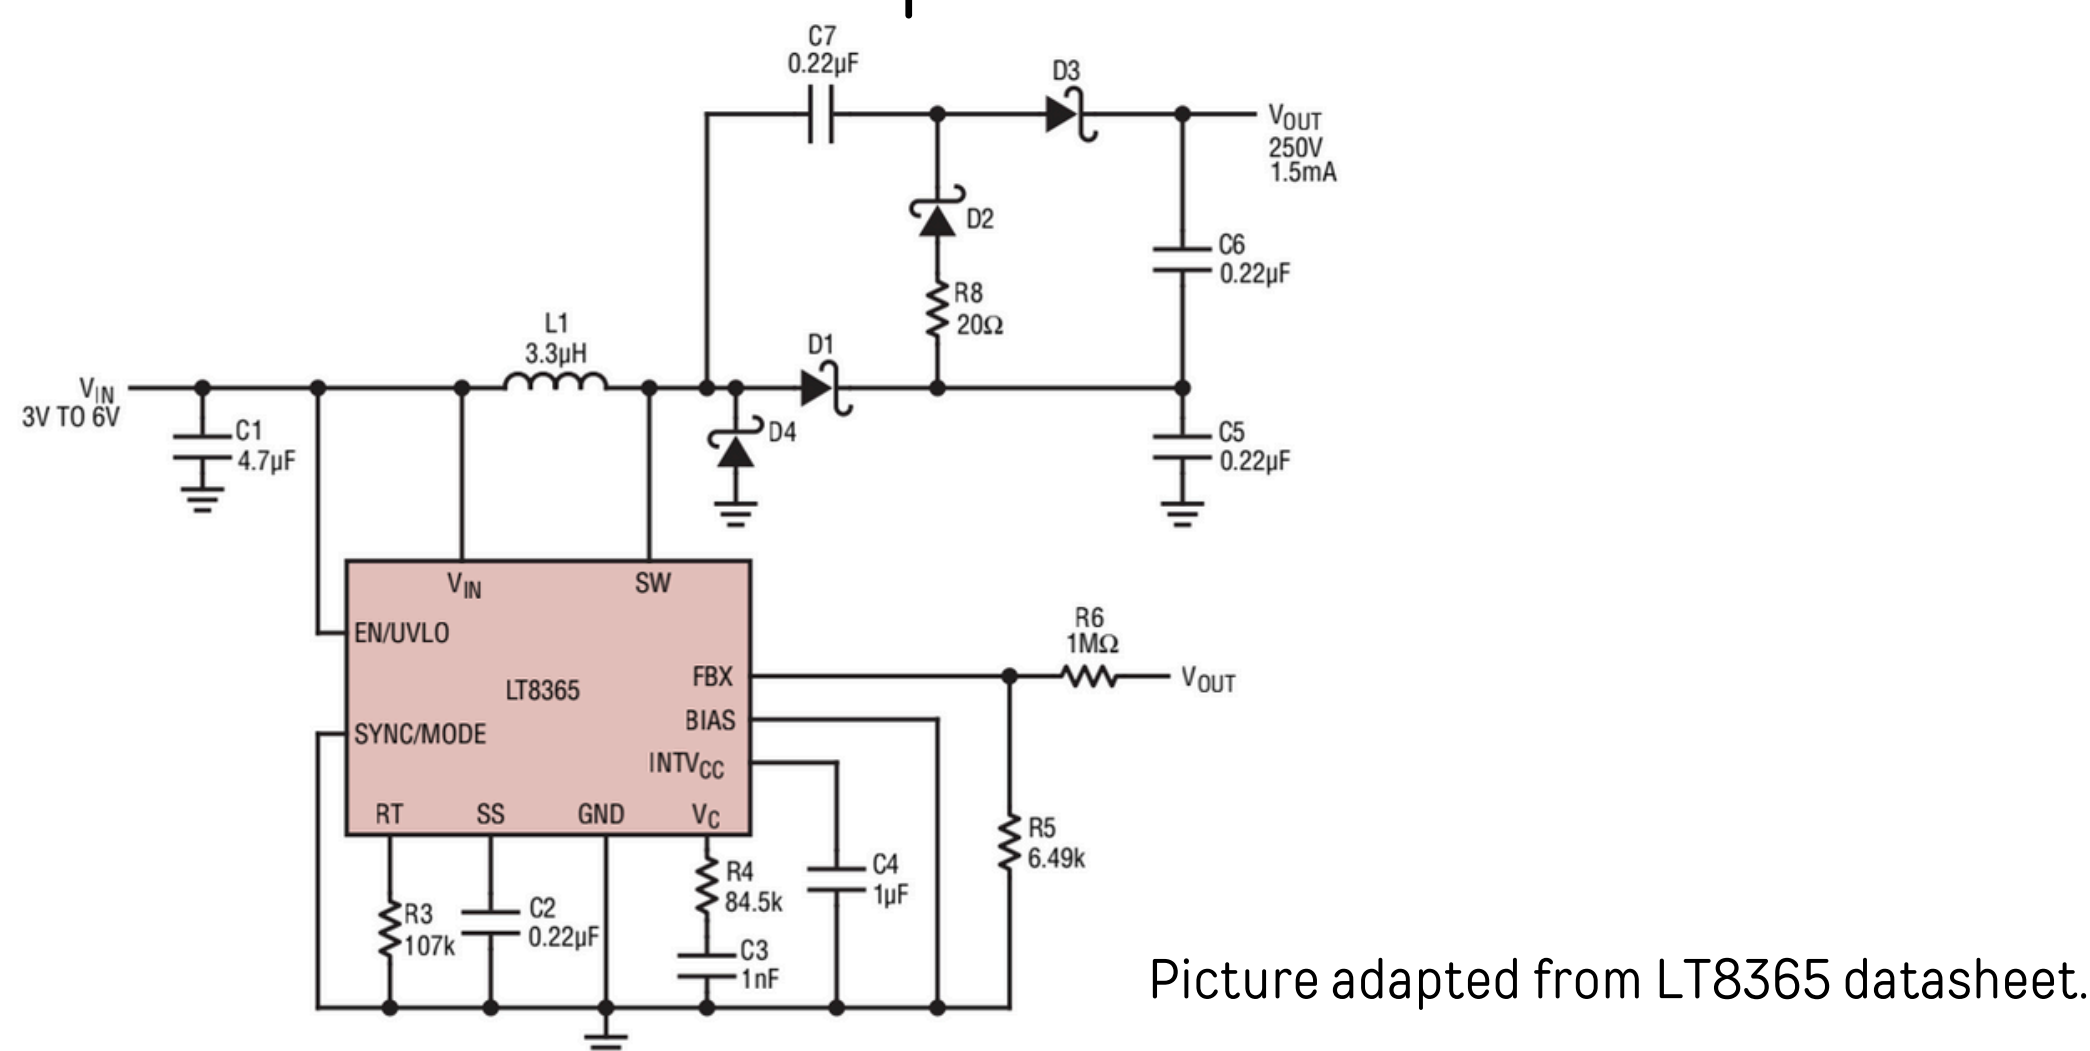 C7
0.22µF
D3
VOUT
250V
1.5mA
D2
C6
0.22µF
R8
20Ω
L1
3.3µH
D1
VIN
3V TO 6V
C1
4.7µF
D4
C5
0.22µF
VIN
SW
EN/UVLO
R6
1MΩ
FBX
VOUT
LT8365
BIAS
SYNC/MODE
INTVCC
RT
SS
GND
VC
R5
6.49k
R4
84.5k
C4
1µF
R3
107k
C2
0.22µF
C3
1nF
Picture adapted from LT8365 datasheet.